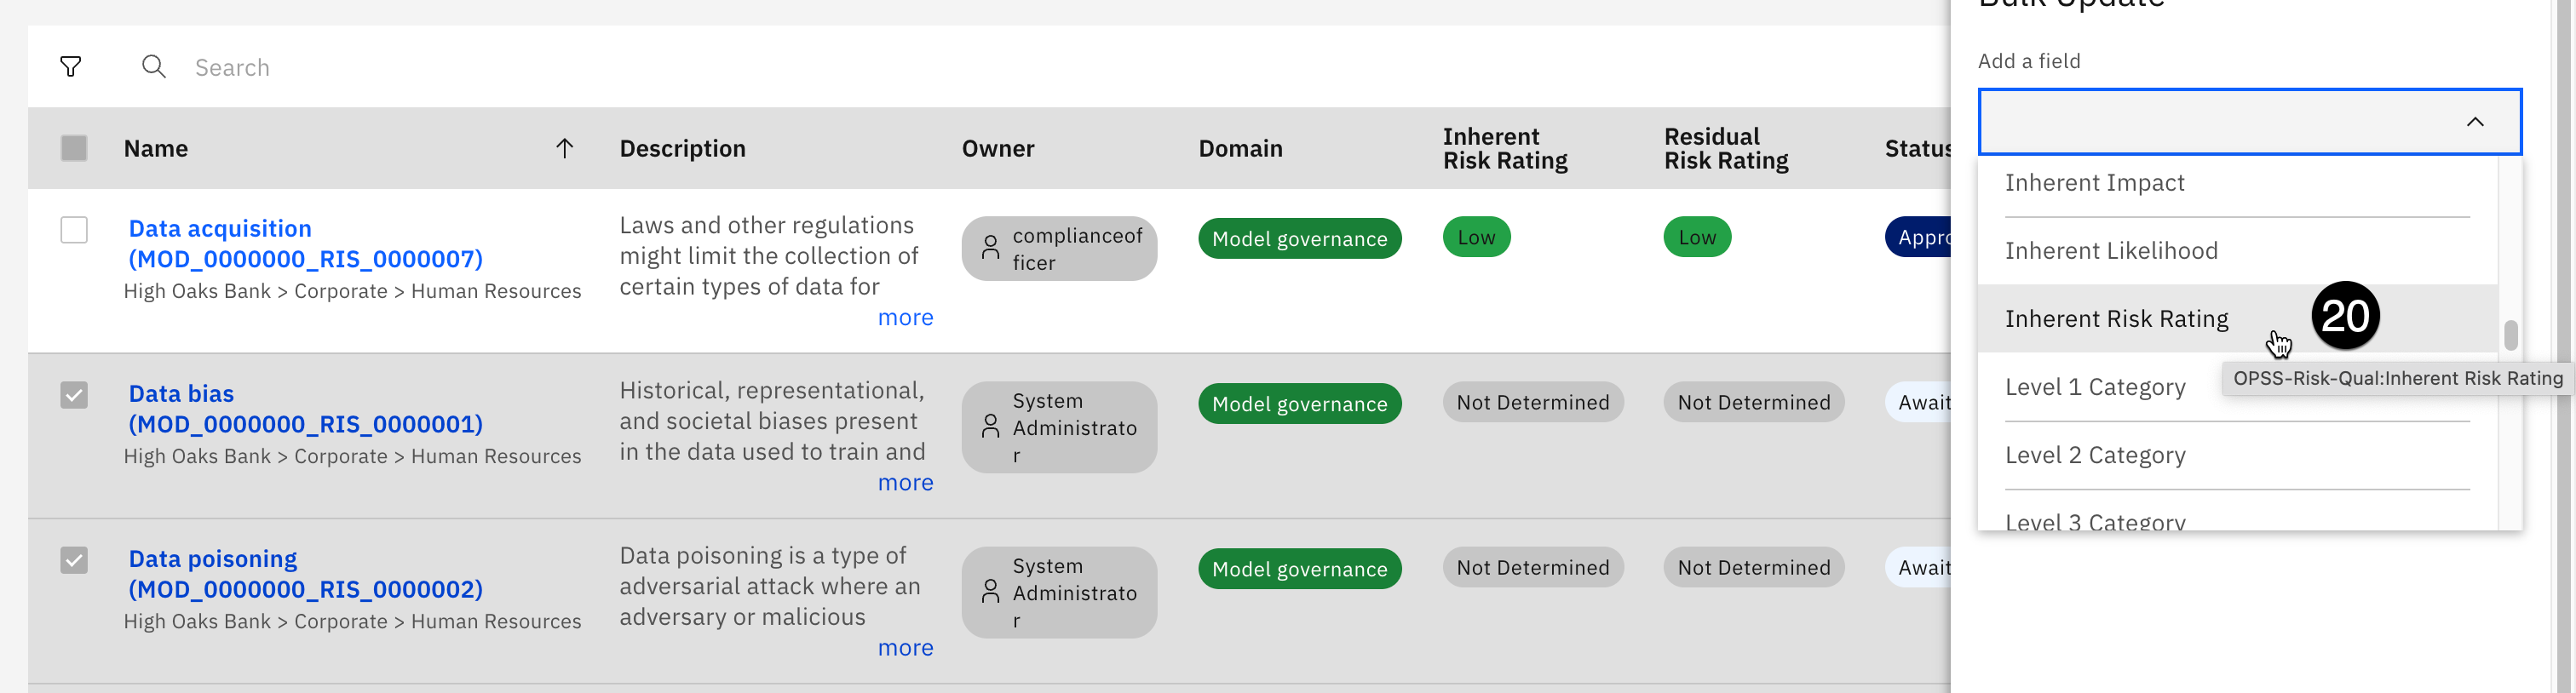 Bulk Update
Add a field
Search
Name
Description
Owner
Domain
Inherent
Risk Rating
Residual
Risk Rating
Status
Data acquisition
(MOD_0000000_RIS_0000007)
High Oaks Bank > Corporate > Human Resources
Laws and other regulations
might limit the collection of
certain types of data for
more
complianceof
ficer
Model governance
Low
Low
Appro
Data bias
(MOD_0000000_RIS_0000001)
High Oaks Bank > Corporate > Human Resources
Historical, representational,
and societal biases present
in the data used to train and
more
System
Administrato
r
Model governance
Not Determined
Not Determined
Await
Data poisoning
(MOD_0000000_RIS_0000002)
High Oaks Bank > Corporate > Human Resources
Data poisoning is a type of
adversarial attack where an
adversary or malicious
more
System
Administrato
r
Model governance
Not Determined
Not Determined
Await
Inherent Impact
Inherent Likelihood
Inherent Risk Rating
20
OPSS-Risk-Qual:Inherent Risk Rating
Level 1 Category
Level 2 Category
Level 3 Category